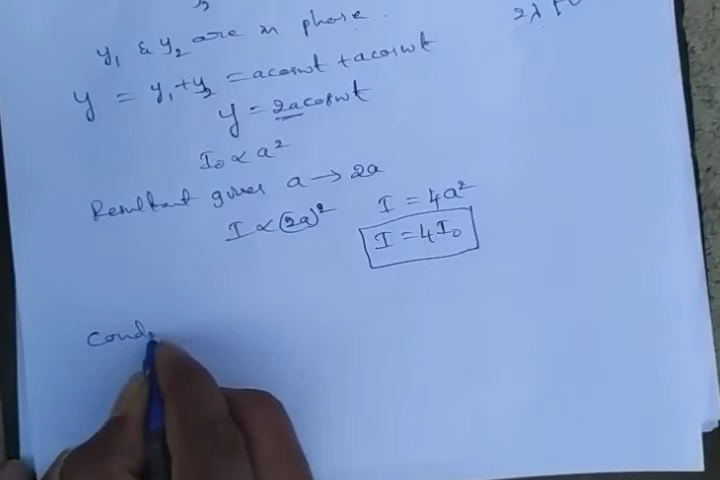 y₁ & y₂ are in phase.
y = y₁+y₂ = acosωt + acosωt
y = 2acosωt
I₀ ∝ a²
Resultant gives a → 2a
I ∝ (2a)² I = 4a²
I = 4I₀
Cond